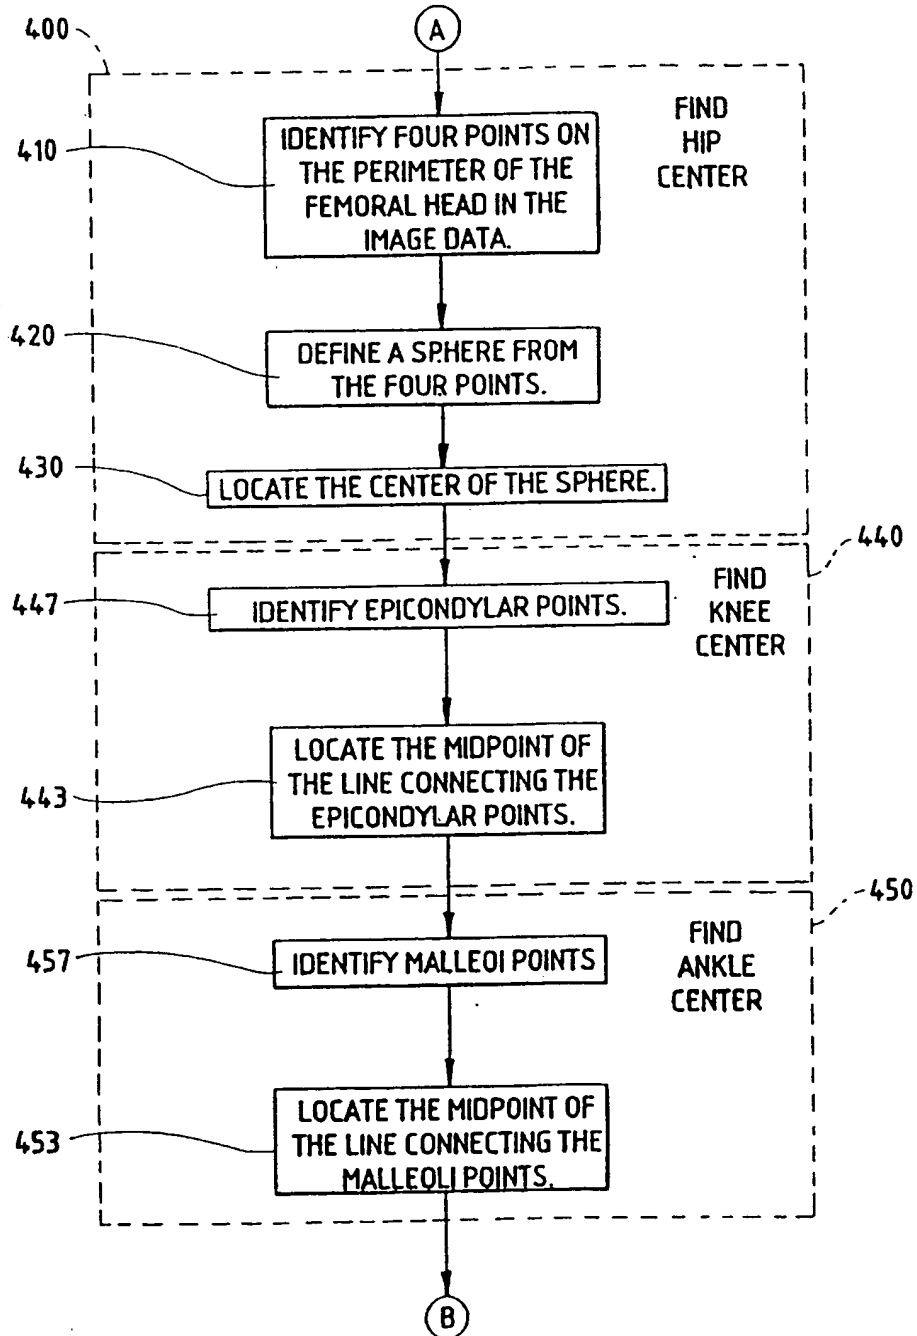 A
400
FIND
HIP
CENTER
410
IDENTIFY FOUR POINTS ON
THE PERIMETER OF THE
FEMORAL HEAD IN THE
IMAGE DATA.
420
DEFINE A SPHERE FROM
THE FOUR POINTS.
430
LOCATE THE CENTER OF THE SPHERE.
440
FIND
KNEE
CENTER
447
IDENTIFY EPICONDYLAR POINTS.
443
LOCATE THE MIDPOINT OF
THE LINE CONNECTING THE
EPICONDYLAR POINTS.
450
FIND
ANKLE
CENTER
457
IDENTIFY MALLEOI POINTS
453
LOCATE THE MIDPOINT OF
THE LINE CONNECTING THE
MALLEOLI POINTS.
B